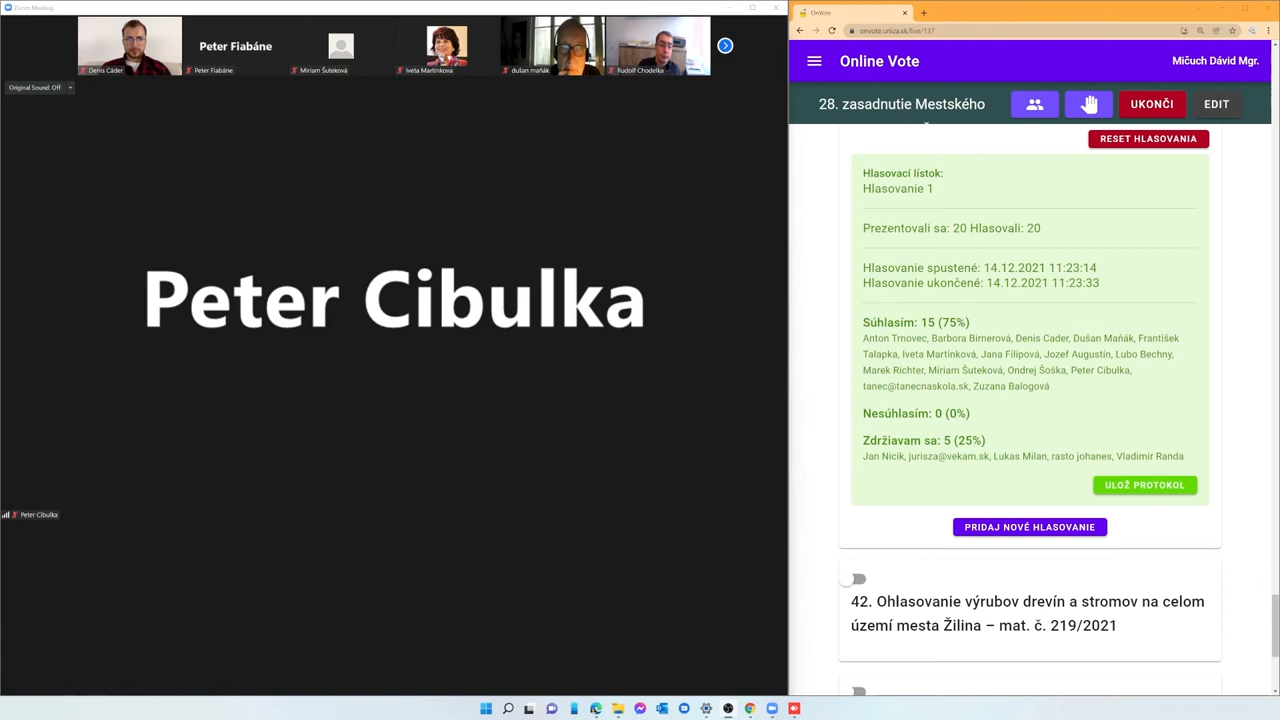 Zoom Meeting
Denis Cáder
Peter Fiabáne
Peter Fiabáne
Miriam Šuteková
Iveta Martinkova
dušan maňák
Rudolf Chodelka
Original Sound: Off
Peter Cibulka
Peter Cibulka
OnVote
onvote.uniza.sk/live/137
Online Vote
Mičuch Dávid Mgr.
28. zasadnutie Mestského
UKONČI
EDIT
RESET HLASOVANIA
Hlasovací lístok:
Hlasovanie 1
Prezentovali sa: 20 Hlasovali: 20
Hlasovanie spustené: 14.12.2021 11:23:14
Hlasovanie ukončené: 14.12.2021 11:23:33
Súhlasím: 15 (75%)
Anton Trnovec, Barbora Birnerová, Denis Cader, Dušan Maňák, František
Talapka, Iveta Martinková, Jana Filipová, Jozef Augustín, Lubo Bechny,
Marek Richter, Miriam Šuteková, Ondrej Šoška, Peter Cibulka,
tanec@tanecnaskola.sk, Zuzana Balogová
Nesúhlasím: 0 (0%)
Zdržiavam sa: 5 (25%)
Jan Nicik, jurisza@vekam.sk, Lukas Milan, rasto johanes, Vladimir Randa
ULOŽ PROTOKOL
PRIDAJ NOVÉ HLASOVANIE
42. Ohlasovanie výrubov drevín a stromov na celom
území mesta Žilina – mat. č. 219/2021